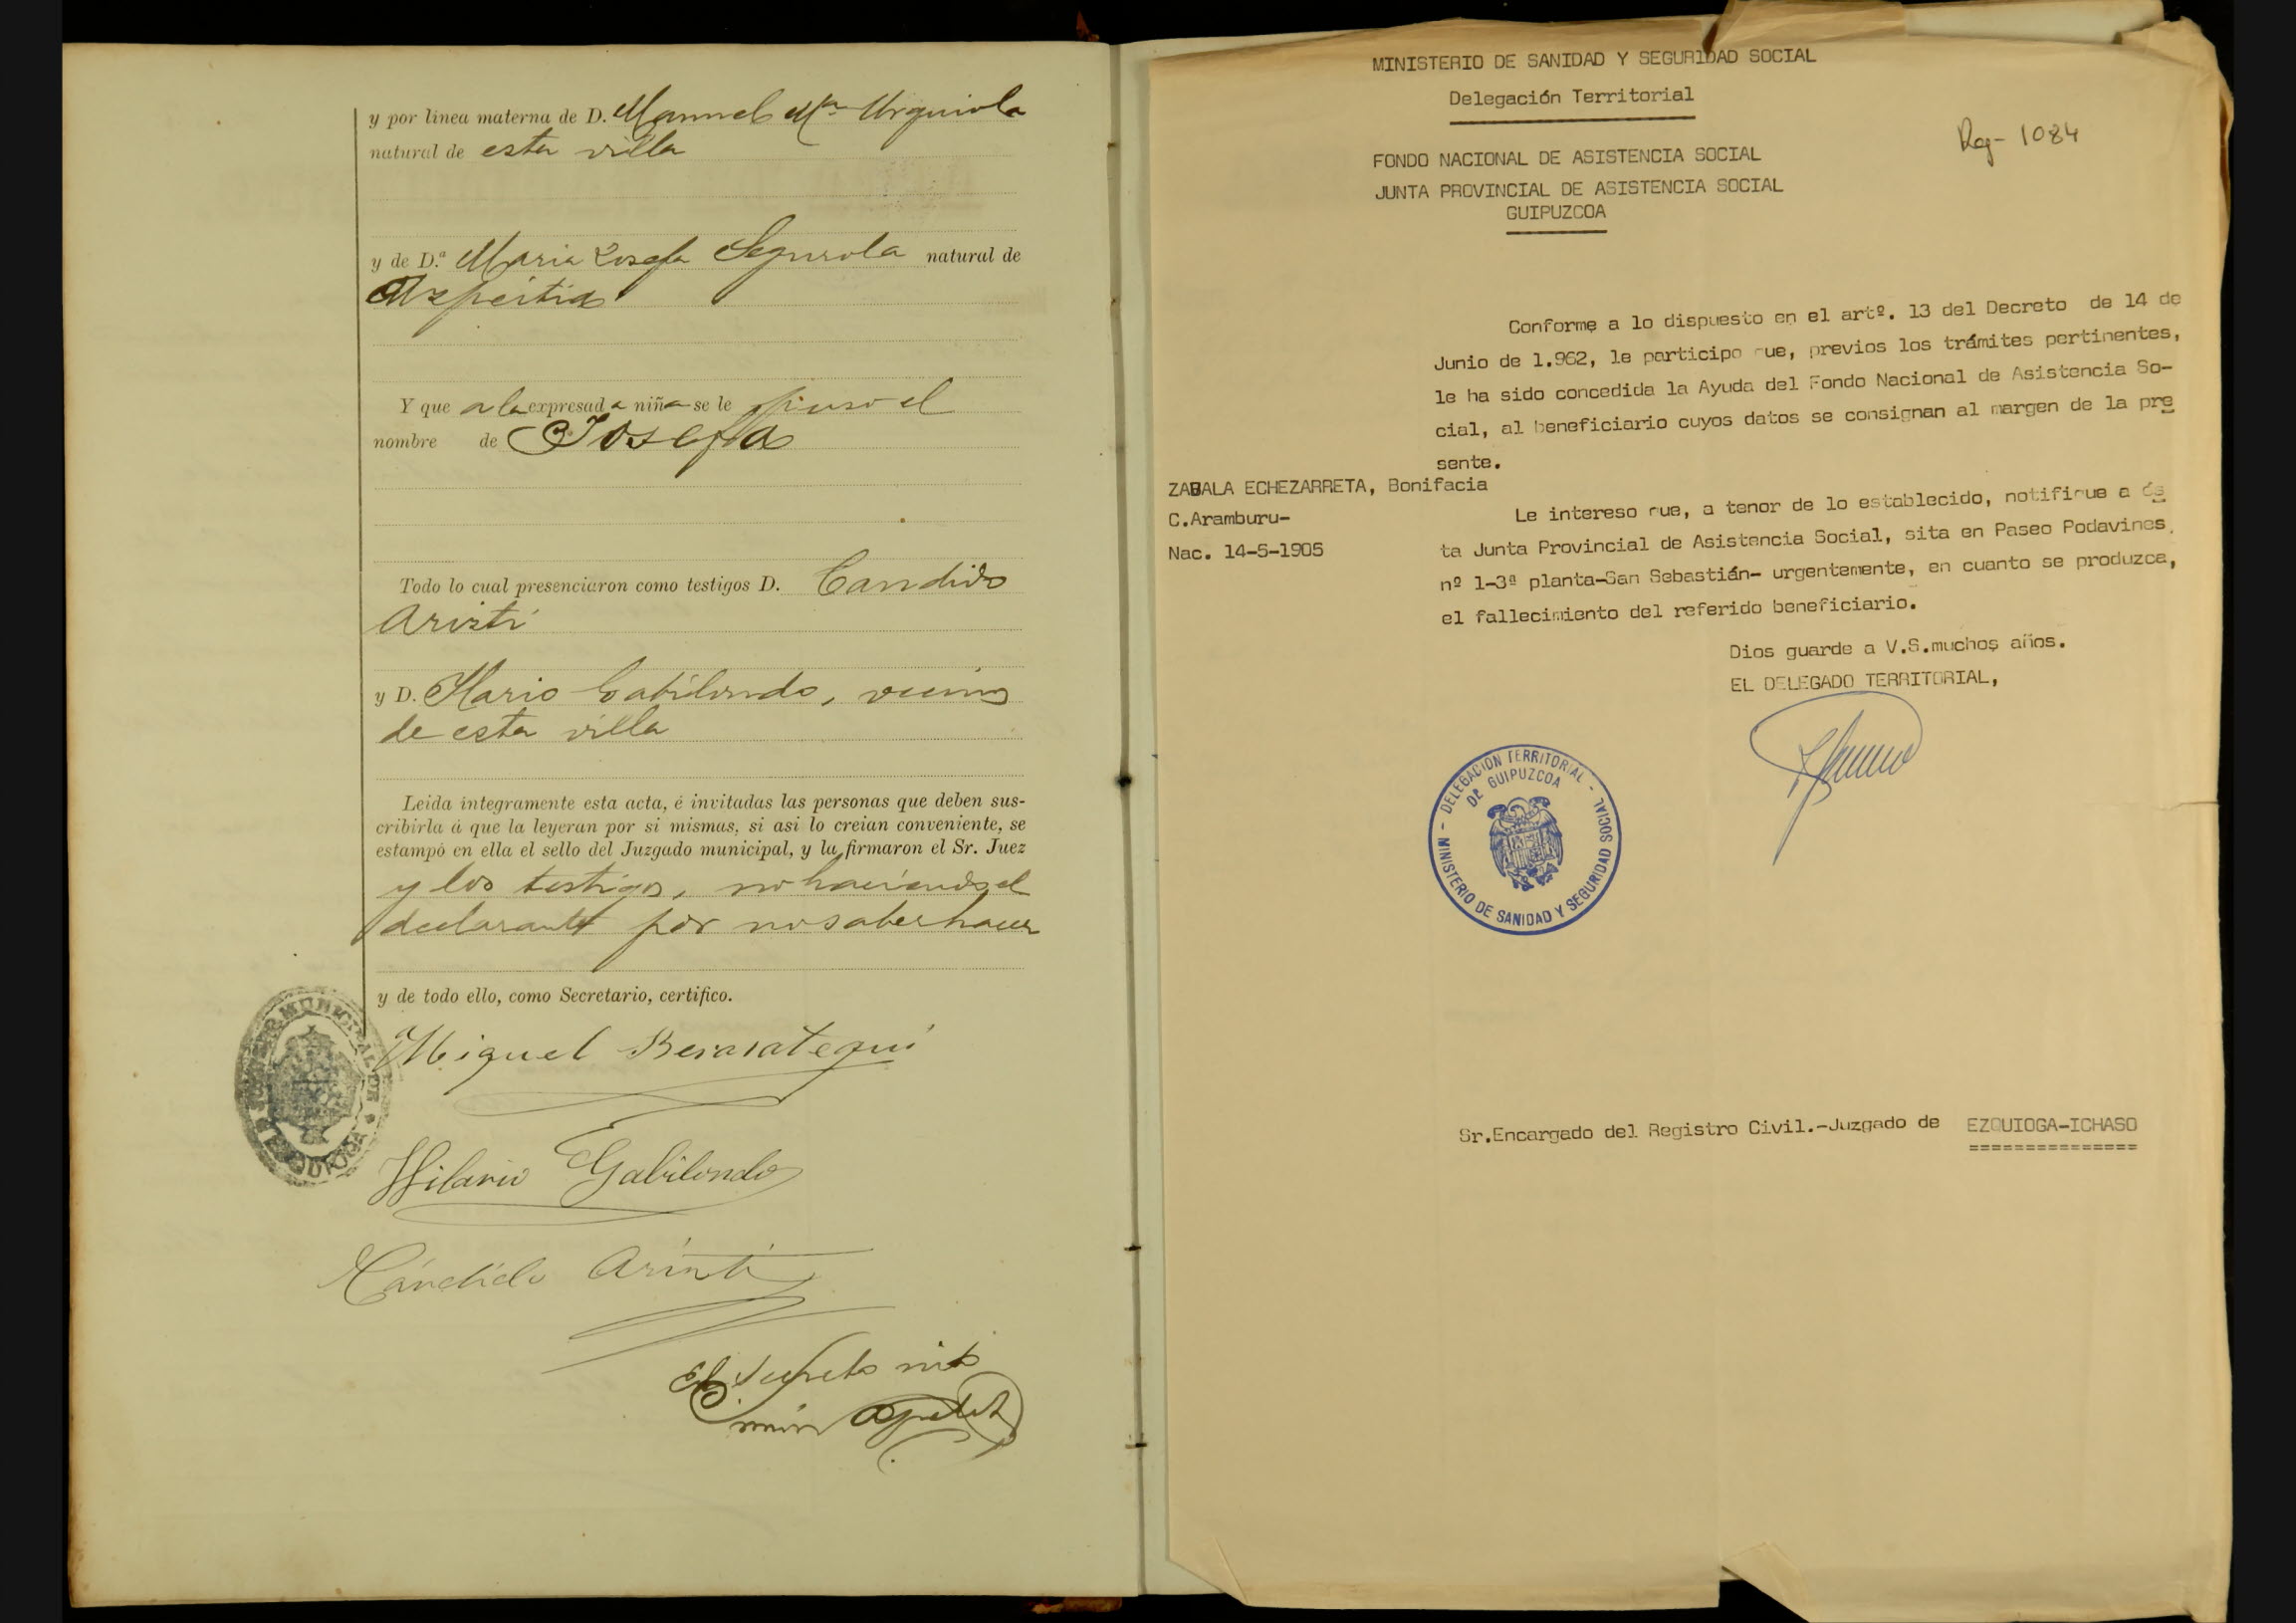 y por línea materna de D. Manuel Mª Urquiola
natural de esta villa
y de D.ª Maria Josefa Segurola natural de
Azpeitia
Y que a la expresada niña se le puso el
nombre de Josefa
Todo lo cual presenciaron como testigos D. Candido
Aristi
y D. Hilario Gabilondo, vecinos
de esta villa
Leída íntegramente esta acta, é invitadas las personas que deben sus-
cribirla á que la leyeran por sí mismas, si así lo creían conveniente, se
estampó en ella el sello del Juzgado municipal, y la firmaron el Sr. Juez
y los testigos, no haciendo el
declarante por no saber hacer
y de todo ello, como Secretario, certifico.
MUNICIPAL DE
Miguel Berasategui
Hilario Gabilondo
Cándido Aristi
El Secretario
MINISTERIO DE SANIDAD Y SEGURIDAD SOCIAL
Delegación Territorial
Reg- 1084
FONDO NACIONAL DE ASISTENCIA SOCIAL
JUNTA PROVINCIAL DE ASISTENCIA SOCIAL
GUIPUZCOA
Conforme a lo dispuesto en el artº. 13 del Decreto de 14 de
Junio de 1.962, le participo que, previos los trámites pertinentes,
le ha sido concedida la Ayuda del Fondo Nacional de Asistencia So-
cial, al beneficiario cuyos datos se consignan al margen de la pre
sente.
ZABALA ECHEZARRETA, Bonifacia
C.Aramburu-
Nac. 14-5-1905
Le intereso que, a tenor de lo establecido, notifique a és
ta Junta Provincial de Asistencia Social, sita en Paseo Podavines
nº 1-3ª planta-San Sebastián- urgentemente, en cuanto se produzca,
el fallecimiento del referido beneficiario.
Dios guarde a V.S.muchos años.
EL DELEGADO TERRITORIAL,
- DELEGACION TERRITORIAL -
DE GUIPUZCOA
MINISTERIO DE SANIDAD Y SEGURIDAD SOCIAL
Sr.Encargado del Registro Civil.-Juzgado de EZQUIOGA-ICHASO
===============